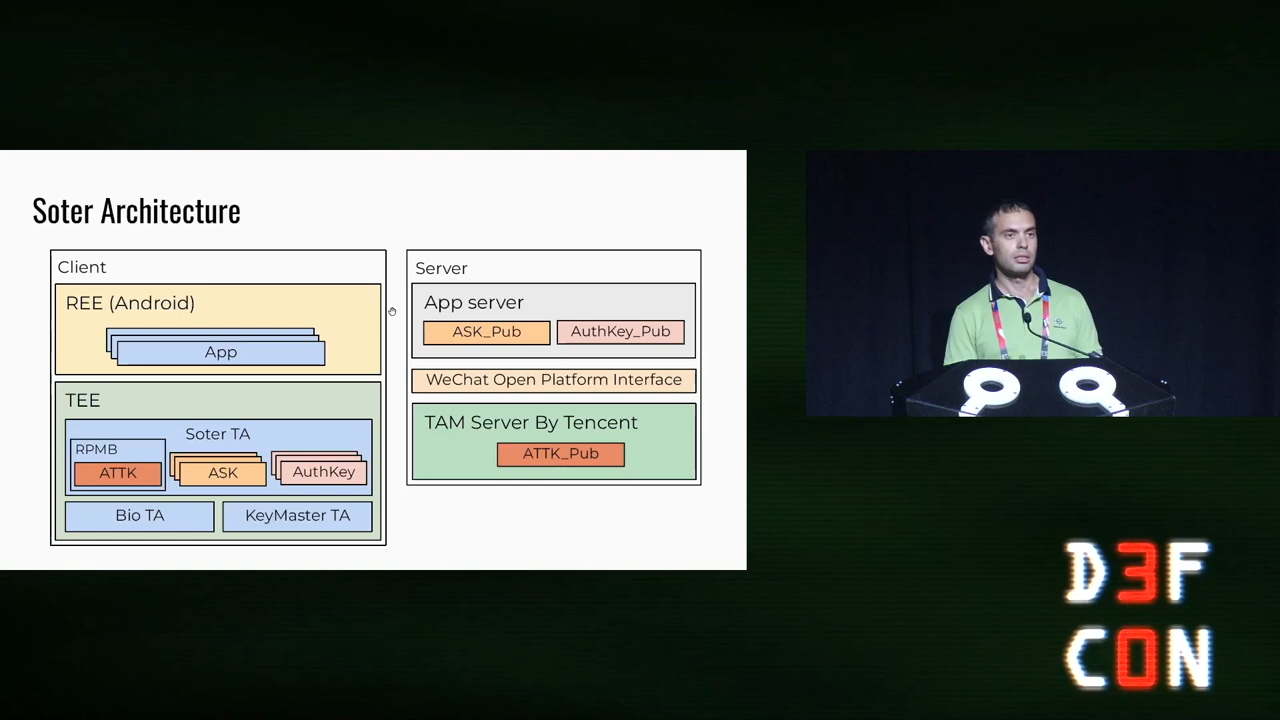 Soter Architecture
Client
REE (Android)
App
TEE
Soter TA
RPMB
ATTK
ASK
AuthKey
Bio TA
KeyMaster TA
Server
App server
ASK_Pub
AuthKey_Pub
WeChat Open Platform Interface
TAM Server By Tencent
ATTK_Pub
D3F
C0N